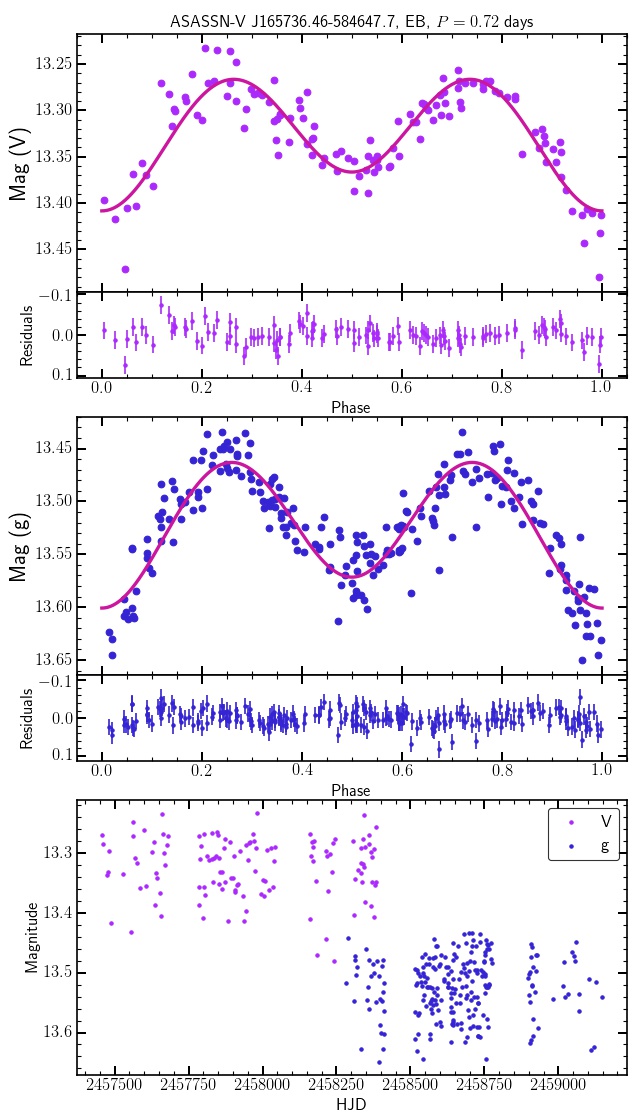 ASASSN-V J165736.46-584647.7, EB, P = 0.72 days
13.25
13.30
13.35
13.40
13.45
Mag (V)
−0.1
0.0
0.1
Residuals
0.0 0.2 0.4 0.6 0.8 1.0
Phase
13.45
13.50
13.55
13.60
13.65
Mag (g)
−0.1
0.0
0.1
Residuals
0.0 0.2 0.4 0.6 0.8 1.0
Phase
V
g
13.3
13.4
13.5
13.6
Magnitude
2457500 2457750 2458000 2458250 2458500 2458750 2459000
HJD